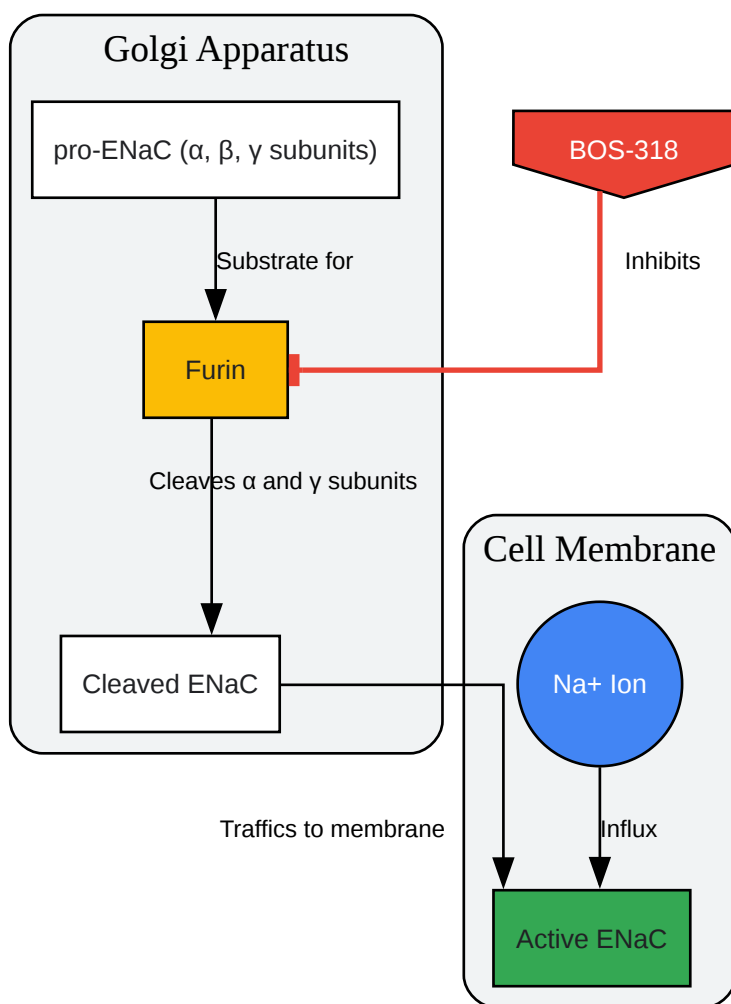 Golgi Apparatus
pro-ENaC (α, β, γ subunits)
BOS-318
Substrate for
Inhibits
Furin
Cleaves α and γ subunits
Cell Membrane
Cleaved ENaC
Na+ Ion
Traffics to membrane
Influx
Active ENaC